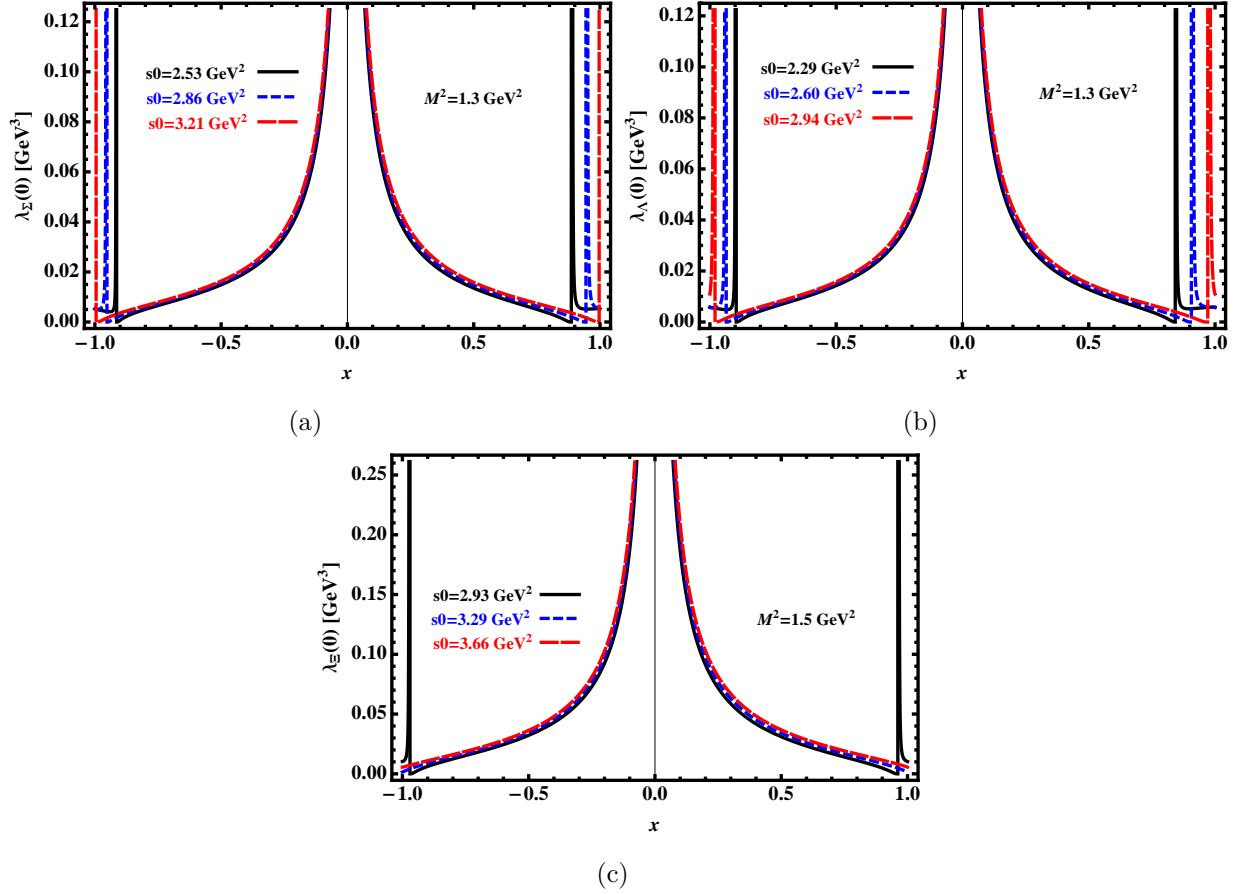 0.12
0.10
0.08
0.06
0.04
0.02
0.00
λ_Σ(0) [GeV³]
s0=2.53 GeV²
s0=2.86 GeV²
s0=3.21 GeV²
M²=1.3 GeV²
−1.0 −0.5 0.0 0.5 1.0
x
(a)
0.12
0.10
0.08
0.06
0.04
0.02
0.00
λ_Λ(0) [GeV³]
s0=2.29 GeV²
s0=2.60 GeV²
s0=2.94 GeV²
M²=1.3 GeV²
−1.0 −0.5 0.0 0.5 1.0
x
(b)
0.25
0.20
0.15
0.10
0.05
0.00
λ_Ξ(0) [GeV³]
s0=2.93 GeV²
s0=3.29 GeV²
s0=3.66 GeV²
M²=1.5 GeV²
−1.0 −0.5 0.0 0.5 1.0
x
(c)